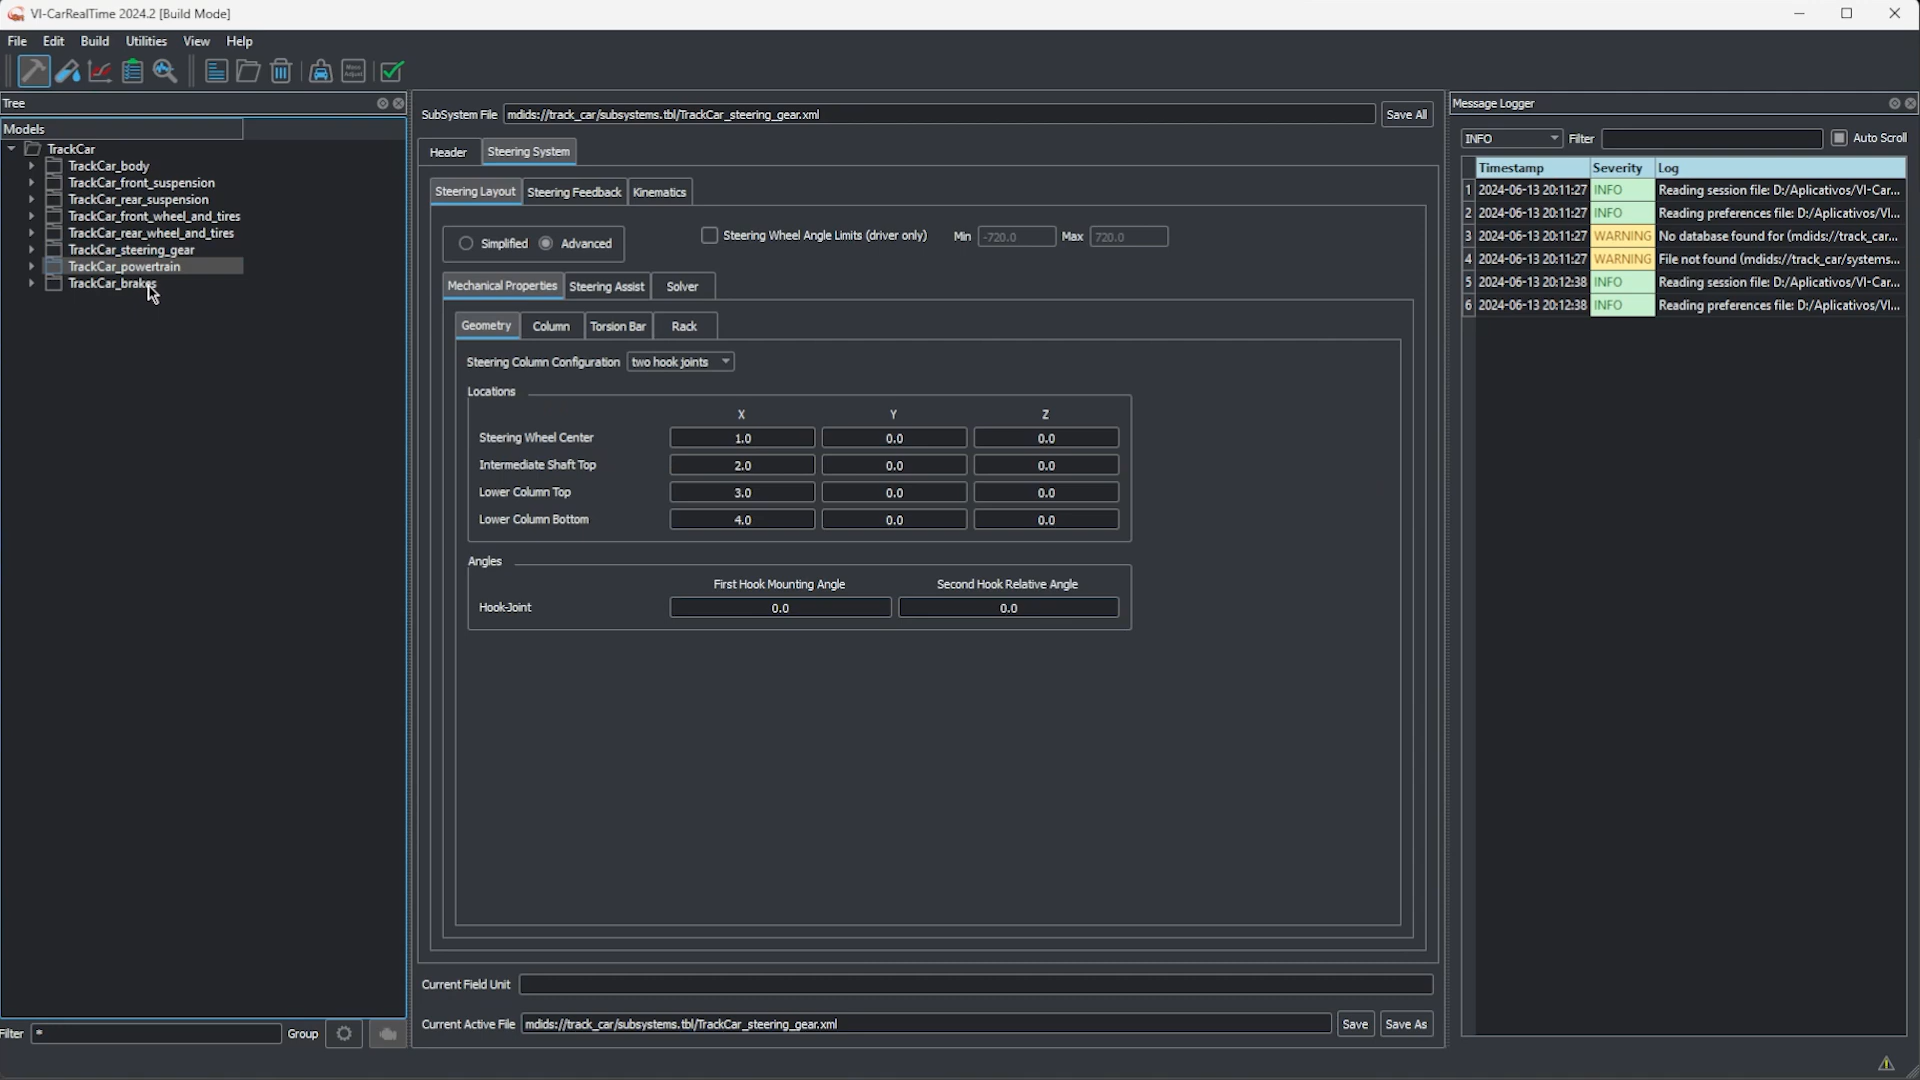 VI-CarRealTime 2024.2 [Build Mode]
File Edit Build Utilities View Help
Mass Adjust
Tree
Models
TrackCar
TrackCar_body
TrackCar_front_suspension
TrackCar_rear_suspension
TrackCar_front_wheel_and_tires
TrackCar_rear_wheel_and_tires
TrackCar_steering_gear
TrackCar_powertrain
TrackCar_brakes
Filter * Group
SubSystem File mdids://track_car/subsystems.tbl/TrackCar_steering_gear.xml Save All
Header Steering System
Steering Layout Steering Feedback Kinematics
Simplified Advanced Steering Wheel Angle Limits (driver only) Min -720.0 Max 720.0
Mechanical Properties Steering Assist Solver
Geometry Column Torsion Bar Rack
Steering Column Configuration two hook joints
Locations
X Y Z
Steering Wheel Center 1.0 0.0 0.0
Intermediate Shaft Top 2.0 0.0 0.0
Lower Column Top 3.0 0.0 0.0
Lower Column Bottom 4.0 0.0 0.0
Angles
First Hook Mounting Angle Second Hook Relative Angle
Hook-Joint 0.0 0.0
Current Field Unit
Current Active File mdids://track_car/subsystems.tbl/TrackCar_steering_gear.xml Save Save As
Message Logger
INFO Filter Auto Scroll
Timestamp Severity Log
1 2024-06-13 20:11:27 INFO Reading session file: D:/Aplicativos/VI-Car...
2 2024-06-13 20:11:27 INFO Reading preferences file: D:/Aplicativos/VI...
3 2024-06-13 20:11:27 WARNING No database found for (mdids://track_car...
4 2024-06-13 20:11:27 WARNING File not found (mdids://track_car/systems...
5 2024-06-13 20:12:38 INFO Reading session file: D:/Aplicativos/VI-Car...
6 2024-06-13 20:12:38 INFO Reading preferences file: D:/Aplicativos/VI...